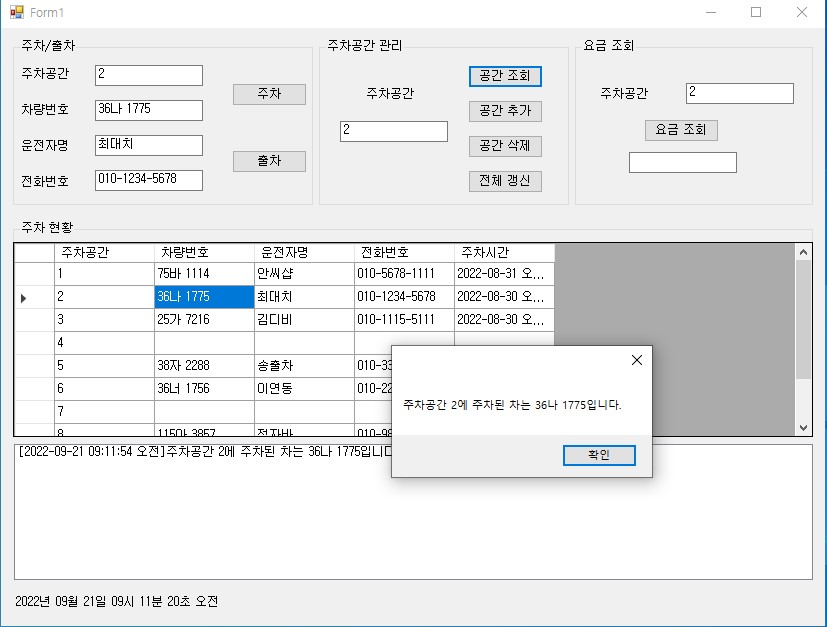 Form1
주차/출차
주차공간 2
차량번호 36나 1775
운전자명 최대치
전화번호 010-1234-5678
주차
출차
주차공간 관리
주차공간
2
공간 조회
공간 추가
공간 삭제
전체 갱신
요금 조회
주차공간 2
요금 조회
주차 현황
주차공간 차량번호 운전자명 전화번호 주차시간
1 75바 1114 안씨샵 010-5678-1111 2022-08-31 오...
2 36나 1775 최대치 010-1234-5678 2022-08-30 오...
3 25가 7216 김디비 010-1115-5111 2022-08-30 오...
4
5 38자 2288 송출차 010-33
6 36너 1756 이연동 010-22
7
8 115아 3857 010-98
주차공간 2에 주차된 차는 36나 1775입니다.
확인
[2022-09-21 09:11:54 오전]주차공간 2에 주차된 차는 36나 1775입니다
2022년 09월 21일 09시 11분 20초 오전